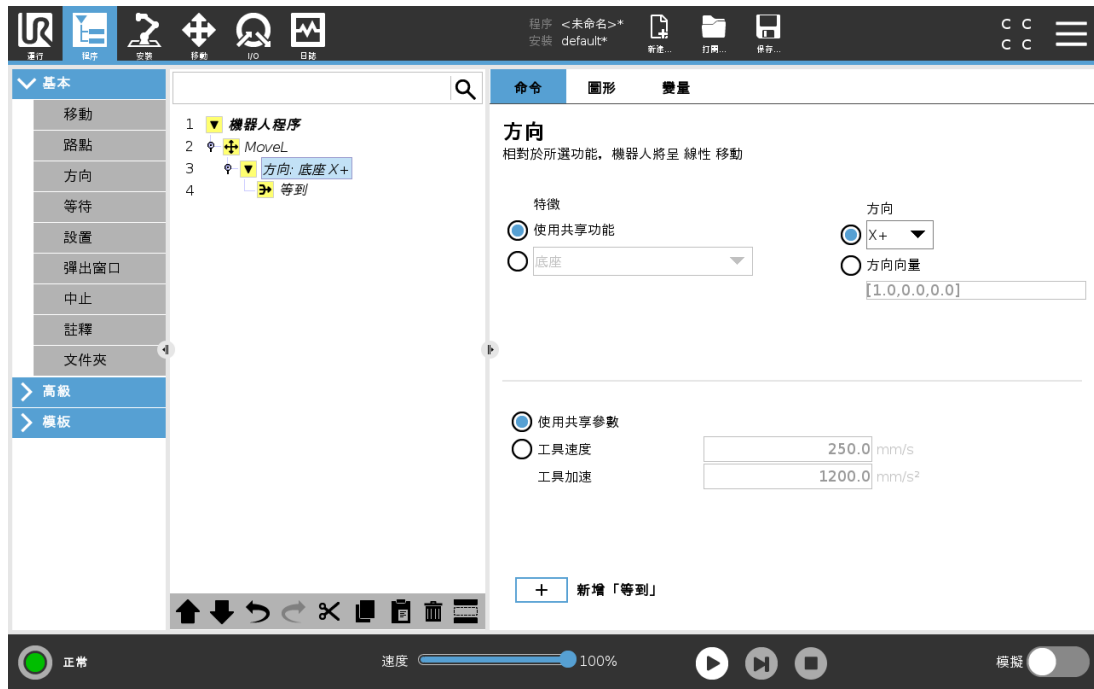 程序 <未命名>*
安裝 default*
新建... 打開... 保存...
C C
C C
運行 程序 安裝 移動 I/O 日誌
基本
移動
路點
方向
等待
設置
彈出窗口
中止
註釋
文件夾
高級
模板
1 機器人程序
2 MoveL
3 方向: 底座 X+
4 等到
命令 圖形 變量
方向
相對於所選功能，機器人將呈 線性 移動
特徵
使用共享功能
底座
方向
X+
方向向量
[1.0,0.0,0.0]
使用共享參數
工具速度 250.0 mm/s
工具加速 1200.0 mm/s²
+ 新增「等到」
正常
速度 100%
模擬